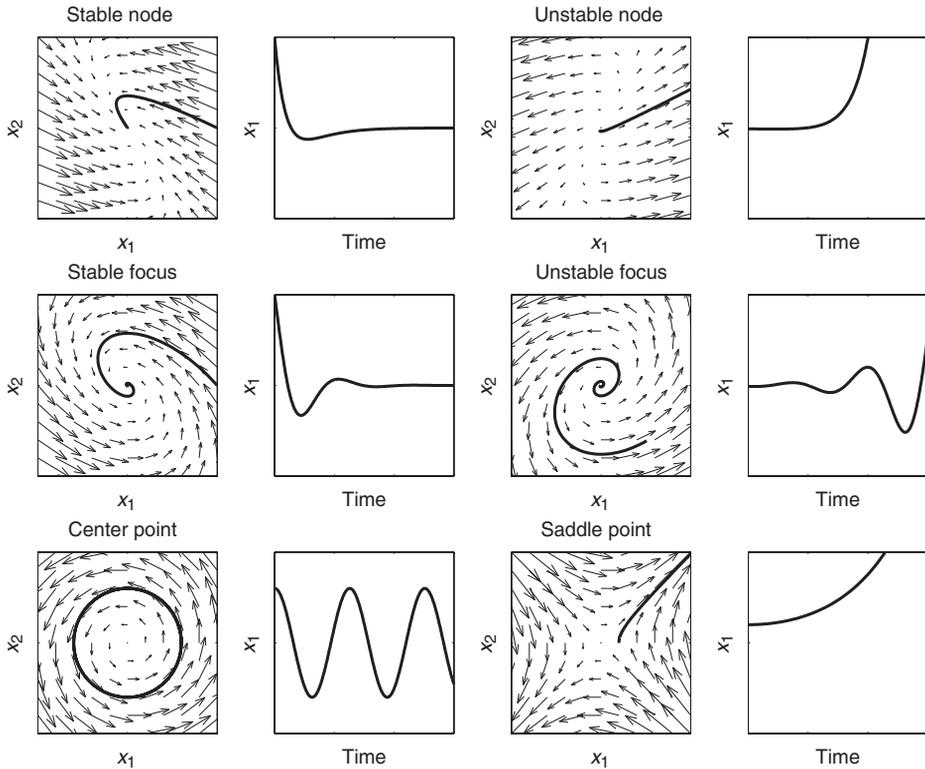 Stable node
Unstable node
x2
x1
x2
x1
x1
Time
x1
Time
Stable focus
Unstable focus
x2
x1
x2
x1
x1
Time
x1
Time
Center point
Saddle point
x2
x1
x2
x1
x1
Time
x1
Time